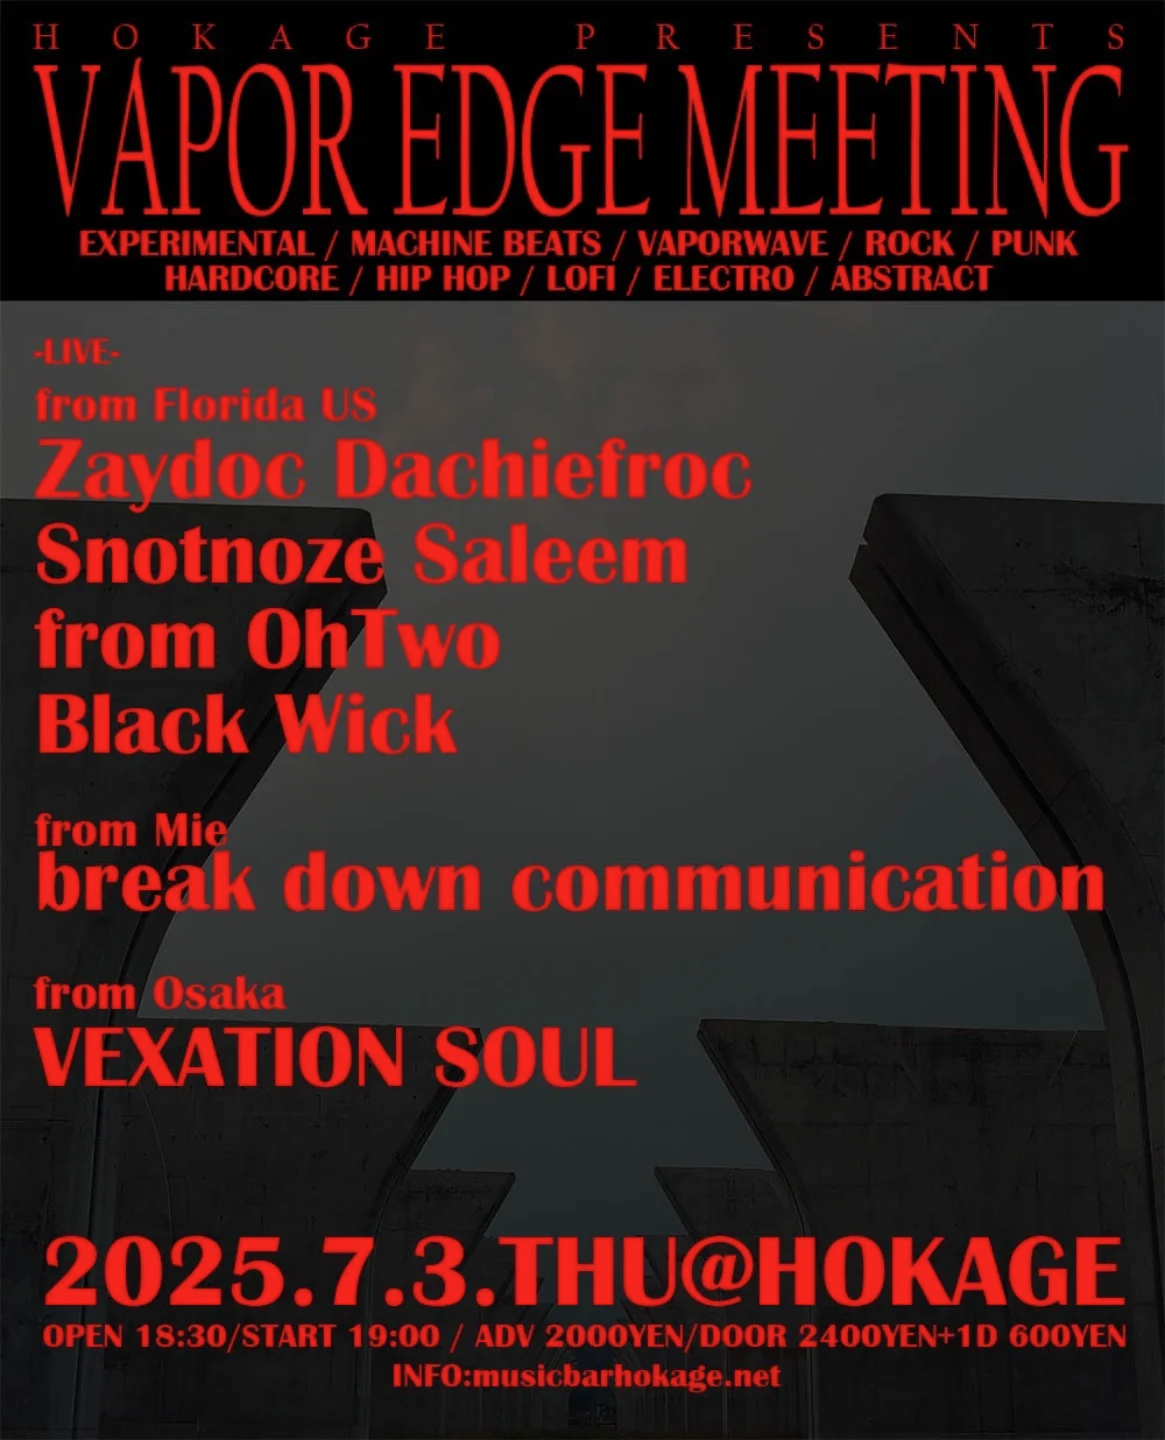 HOKAGE PRESENTS
VAPOR EDGE MEETING
EXPERIMENTAL / MACHINE BEATS / VAPORWAVE / ROCK / PUNK
HARDCORE / HIP HOP / LOFI / ELECTRO / ABSTRACT
-LIVE-
from Florida US
Zaydoc Dachiefroc
Snotnoze Saleem
from OhTwo
Black Wick
from Mie
break down communication
from Osaka
VEXATION SOUL
2025.7.3.THU@HOKAGE
OPEN 18:30/START 19:00 / ADV 2000YEN/DOOR 2400YEN+1D 600YEN
INFO:musicbarhokage.net